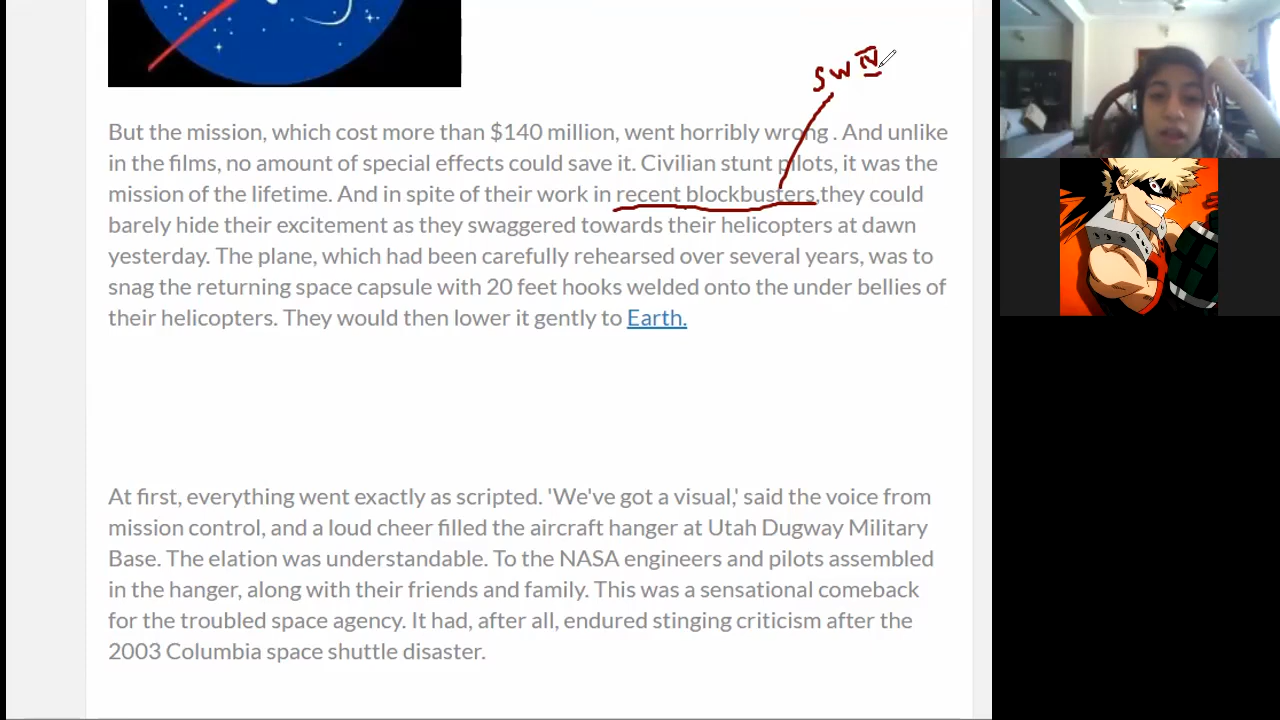 SW IV
But the mission, which cost more than $140 million, went horribly wrong . And unlike
in the films, no amount of special effects could save it. Civilian stunt pilots, it was the
mission of the lifetime. And in spite of their work in recent blockbusters,they could
barely hide their excitement as they swaggered towards their helicopters at dawn
yesterday. The plane, which had been carefully rehearsed over several years, was to
snag the returning space capsule with 20 feet hooks welded onto the under bellies of
their helicopters. They would then lower it gently to Earth.
At first, everything went exactly as scripted. 'We've got a visual,' said the voice from
mission control, and a loud cheer filled the aircraft hanger at Utah Dugway Military
Base. The elation was understandable. To the NASA engineers and pilots assembled
in the hanger, along with their friends and family. This was a sensational comeback
for the troubled space agency. It had, after all, endured stinging criticism after the
2003 Columbia space shuttle disaster.